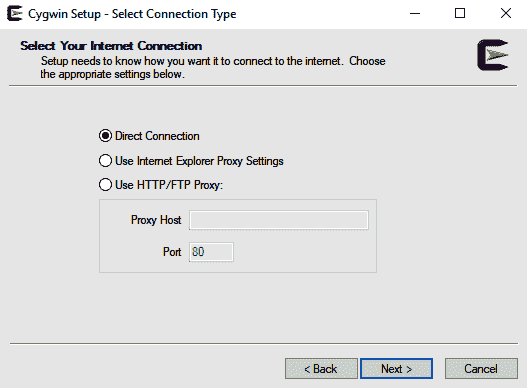 Cygwin Setup - Select Connection Type
Select Your Internet Connection
Setup needs to know how you want it to connect to the internet. Choose
the appropriate settings below.
Direct Connection
Use Internet Explorer Proxy Settings
Use HTTP/FTP Proxy:
Proxy Host
Port 80
< Back Next > Cancel